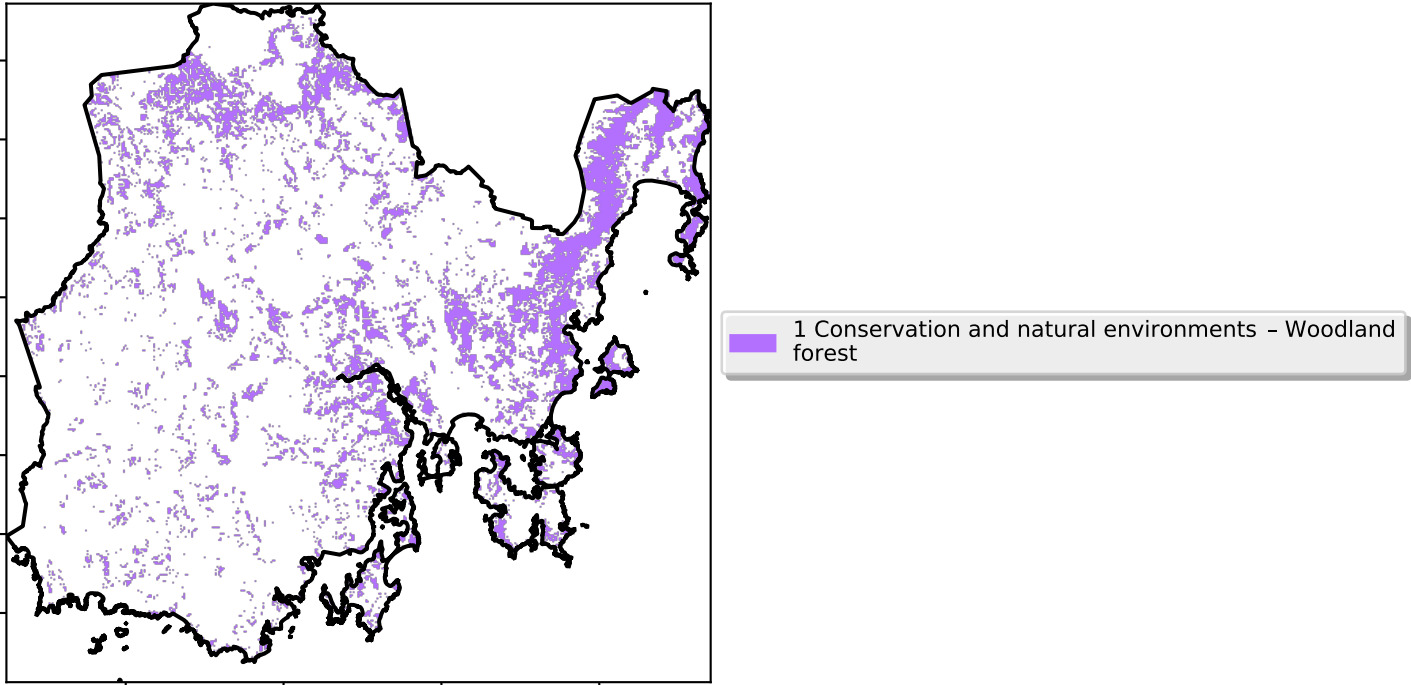 1 Conservation and natural environments – Woodland
forest